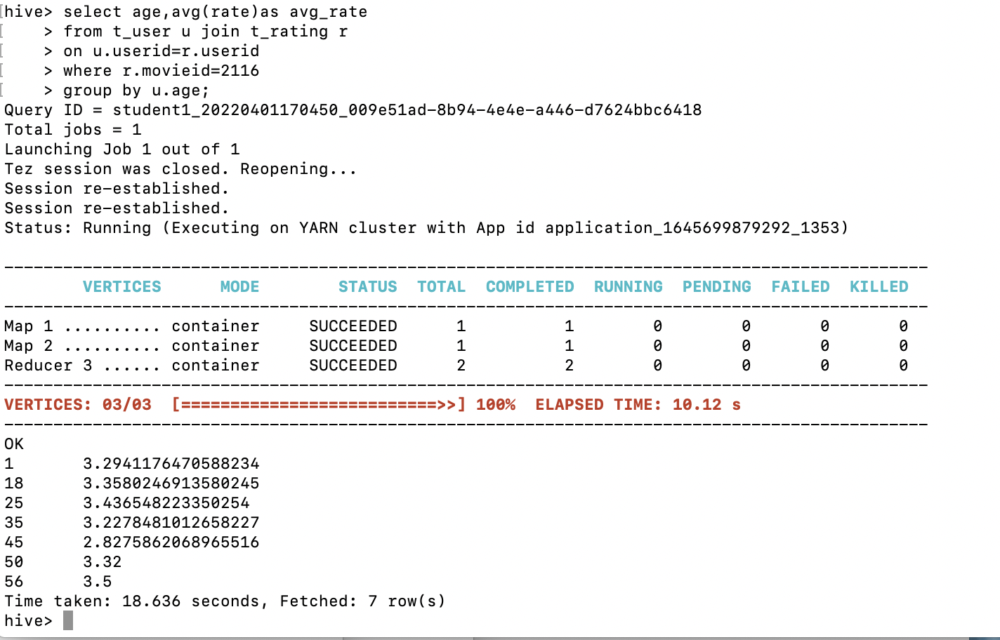 hive> select age,avg(rate)as avg_rate
    > from t_user u join t_rating r
    > on u.userid=r.userid
    > where r.movieid=2116
    > group by u.age;
Query ID = student1_20220401170450_009e51ad-8b94-4e4e-a446-d7624bbc6418
Total jobs = 1
Launching Job 1 out of 1
Tez session was closed. Reopening...
Session re-established.
Session re-established.
Status: Running (Executing on YARN cluster with App id application_1645699879292_1353)
----------------------------------------------------------------------------------------------
        VERTICES      MODE        STATUS  TOTAL  COMPLETED  RUNNING  PENDING  FAILED  KILLED
----------------------------------------------------------------------------------------------
Map 1 .......... container     SUCCEEDED      1          1        0        0       0       0
Map 2 .......... container     SUCCEEDED      1          1        0        0       0       0
Reducer 3 ...... container     SUCCEEDED      2          2        0        0       0       0
----------------------------------------------------------------------------------------------
VERTICES: 03/03  [==========================>>] 100%  ELAPSED TIME: 10.12 s
----------------------------------------------------------------------------------------------
OK
1       3.2941176470588234
18      3.3580246913580245
25      3.436548223350254
35      3.2278481012658227
45      2.8275862068965516
50      3.32
56      3.5
Time taken: 18.636 seconds, Fetched: 7 row(s)
hive>